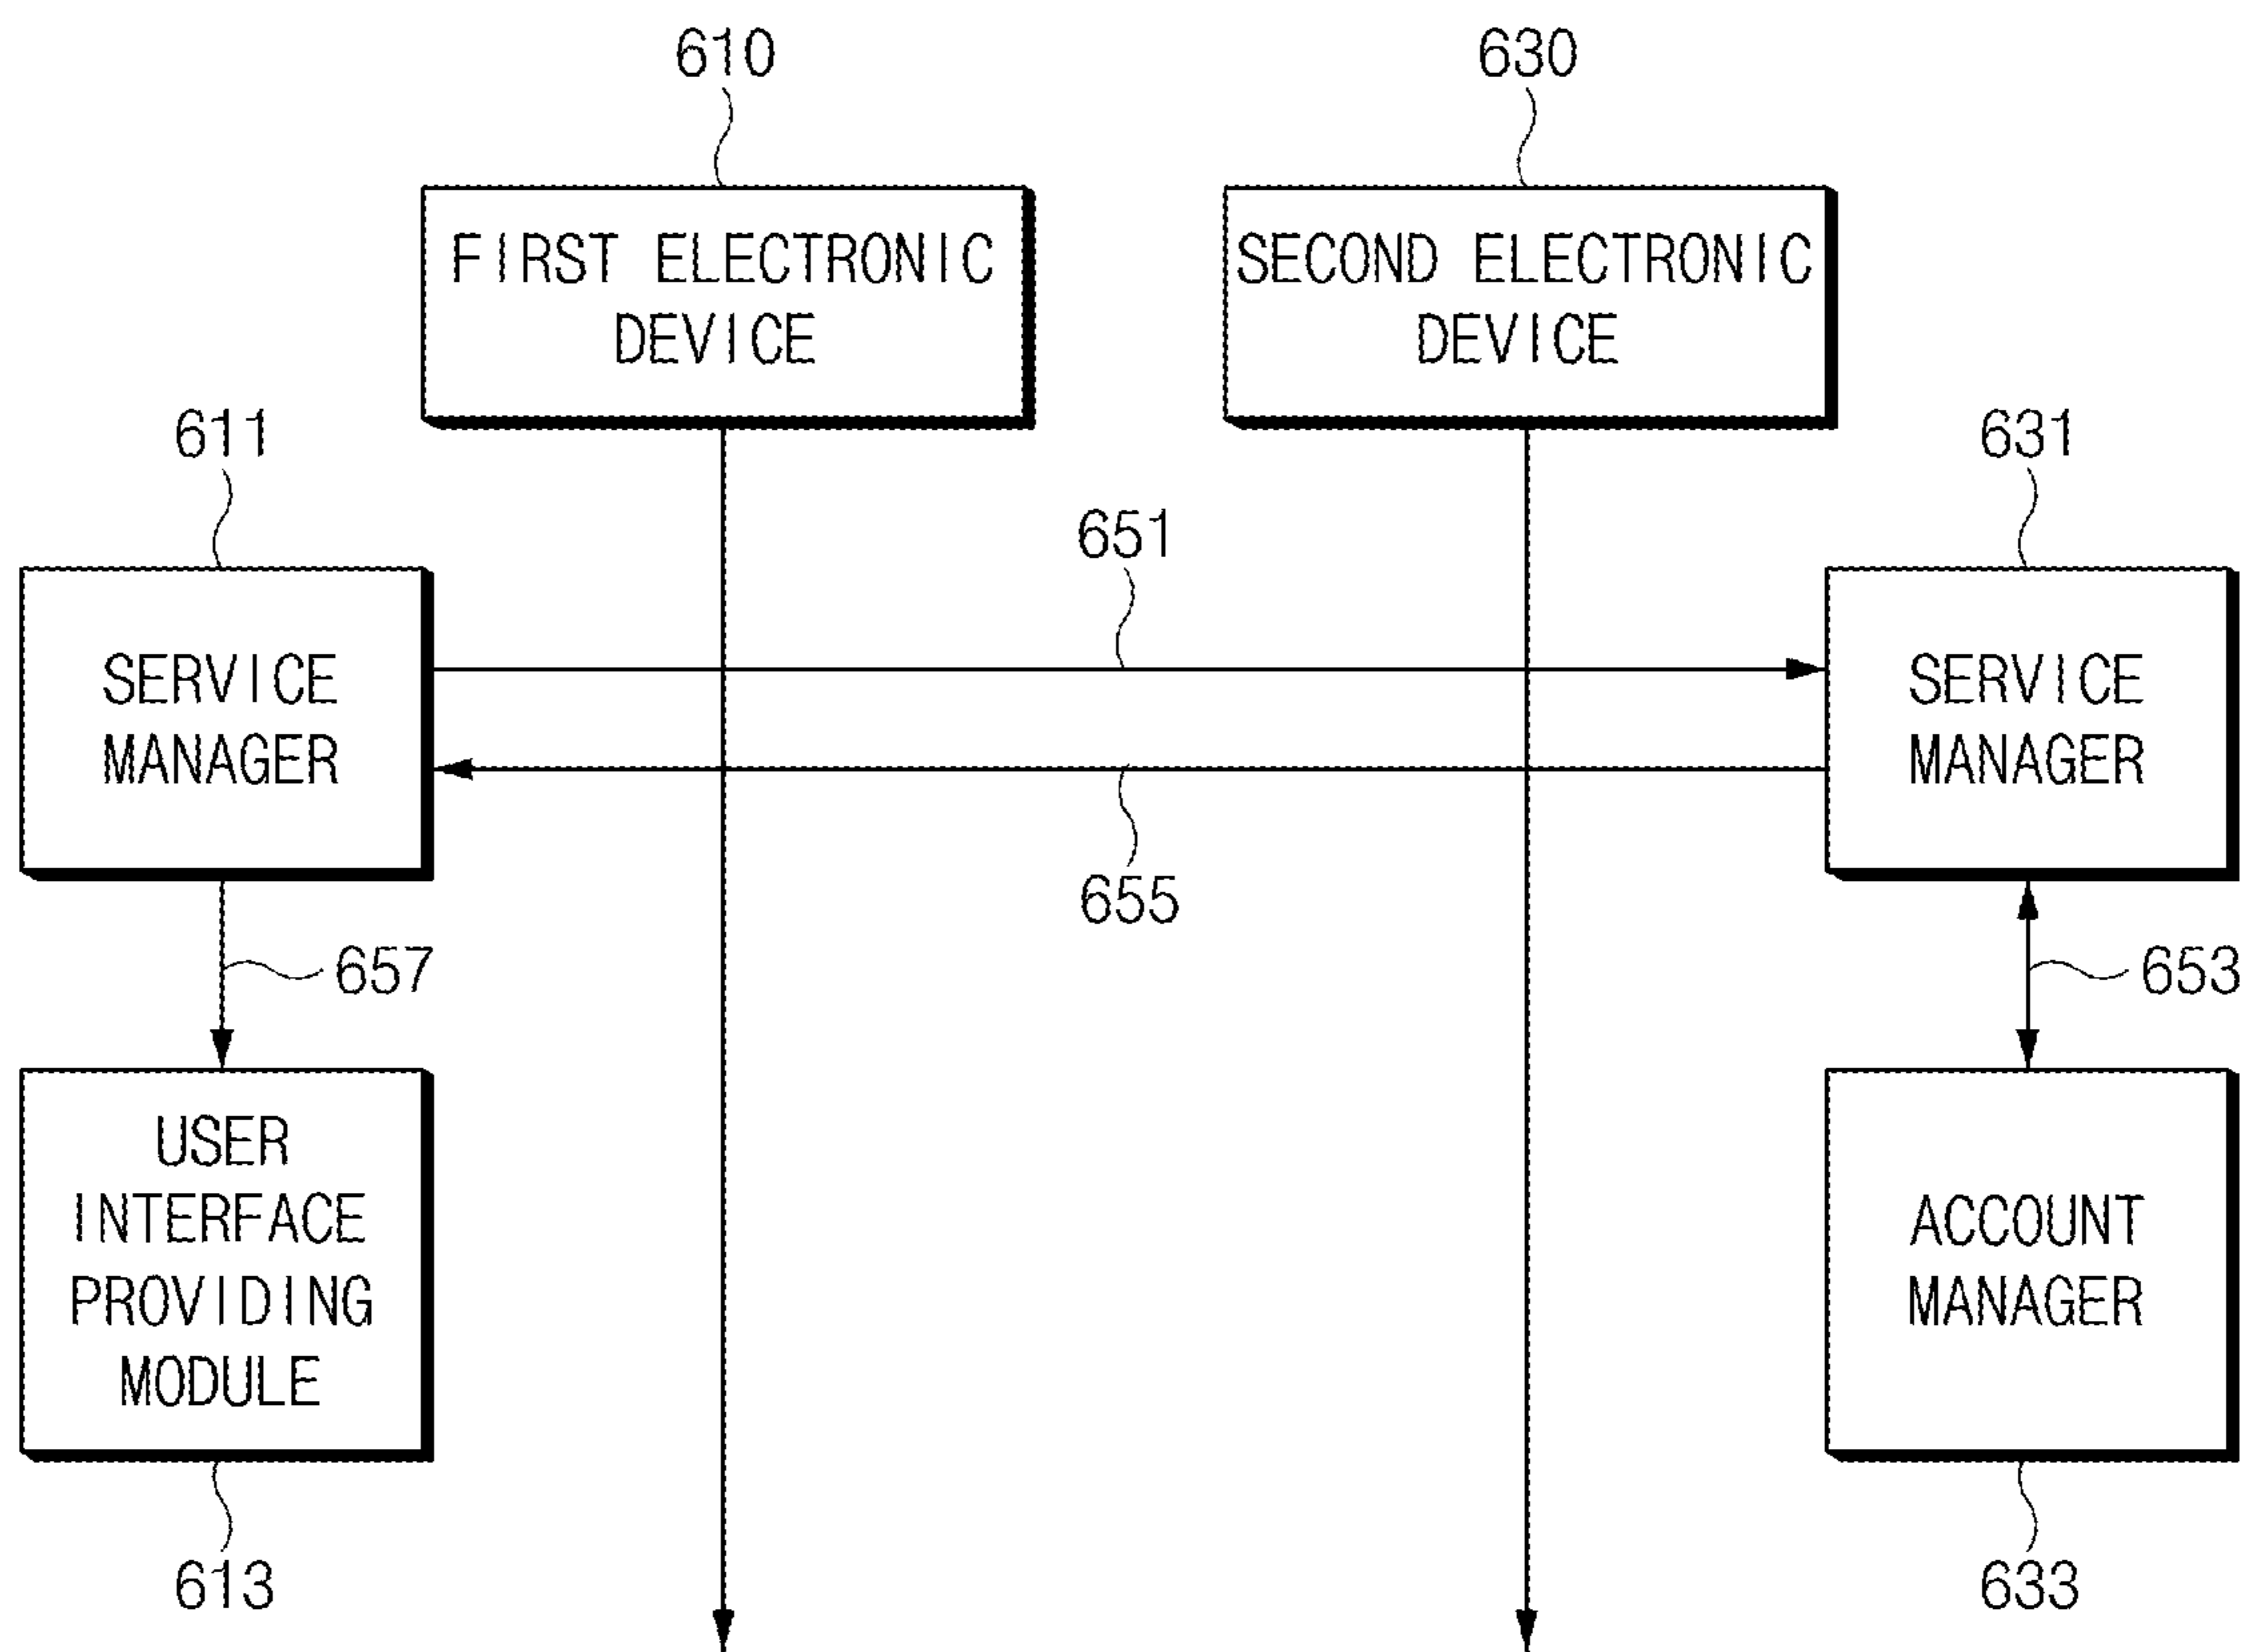 610
630
FIRST ELECTRONIC
DEVICE
SECOND ELECTRONIC
DEVICE
611
631
651
SERVICE
MANAGER
SERVICE
MANAGER
655
657
653
USER
INTERFACE
PROVIDING
MODULE
ACCOUNT
MANAGER
613
633